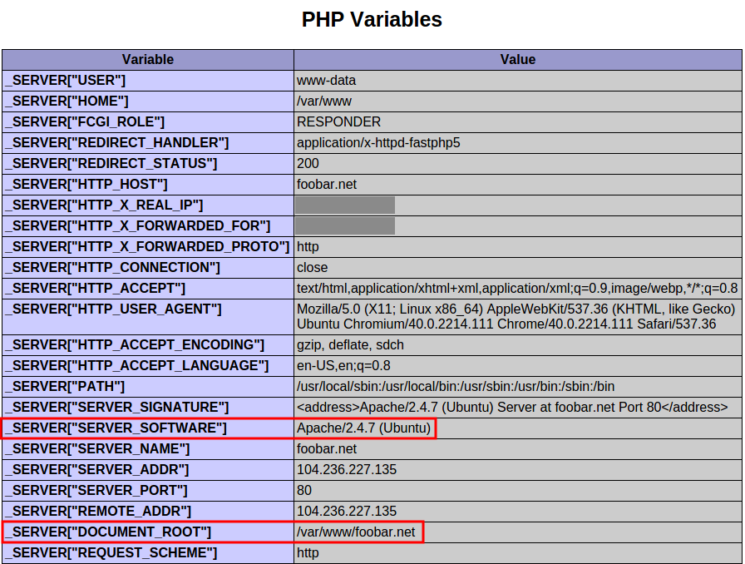 PHP Variables
Variable Value
_SERVER["USER"] www-data
_SERVER["HOME"] /var/www
_SERVER["FCGI_ROLE"] RESPONDER
_SERVER["REDIRECT_HANDLER"] application/x-httpd-fastphp5
_SERVER["REDIRECT_STATUS"] 200
_SERVER["HTTP_HOST"] foobar.net
_SERVER["HTTP_X_REAL_IP"]
_SERVER["HTTP_X_FORWARDED_FOR"]
_SERVER["HTTP_X_FORWARDED_PROTO"] http
_SERVER["HTTP_CONNECTION"] close
_SERVER["HTTP_ACCEPT"] text/html,application/xhtml+xml,application/xml;q=0.9,image/webp,*/*;q=0.8
_SERVER["HTTP_USER_AGENT"] Mozilla/5.0 (X11; Linux x86_64) AppleWebKit/537.36 (KHTML, like Gecko)
Ubuntu Chromium/40.0.2214.111 Chrome/40.0.2214.111 Safari/537.36
_SERVER["HTTP_ACCEPT_ENCODING"] gzip, deflate, sdch
_SERVER["HTTP_ACCEPT_LANGUAGE"] en-US,en;q=0.8
_SERVER["PATH"] /usr/local/sbin:/usr/local/bin:/usr/sbin:/usr/bin:/sbin:/bin
_SERVER["SERVER_SIGNATURE"] <address>Apache/2.4.7 (Ubuntu) Server at foobar.net Port 80</address>
_SERVER["SERVER_SOFTWARE"] Apache/2.4.7 (Ubuntu)
_SERVER["SERVER_NAME"] foobar.net
_SERVER["SERVER_ADDR"] 104.236.227.135
_SERVER["SERVER_PORT"] 80
_SERVER["REMOTE_ADDR"] 104.236.227.135
_SERVER["DOCUMENT_ROOT"] /var/www/foobar.net
_SERVER["REQUEST_SCHEME"] http